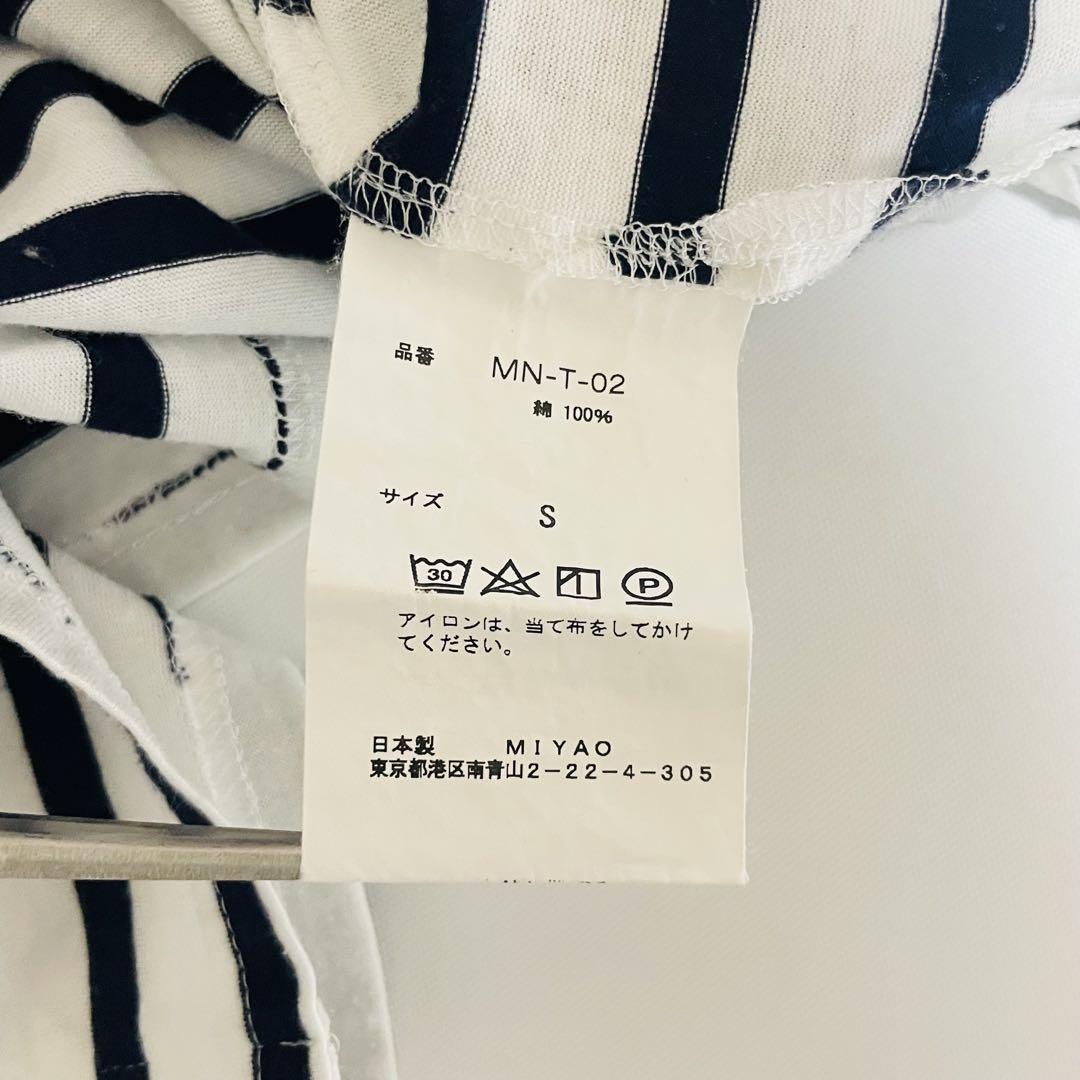 品番 MN-T-02
綿 100%
サイズ S
30 P
アイロンは、当て布をしてかけ
てください。
日本製 MIYAO
東京都港区南青山2-22-4-305